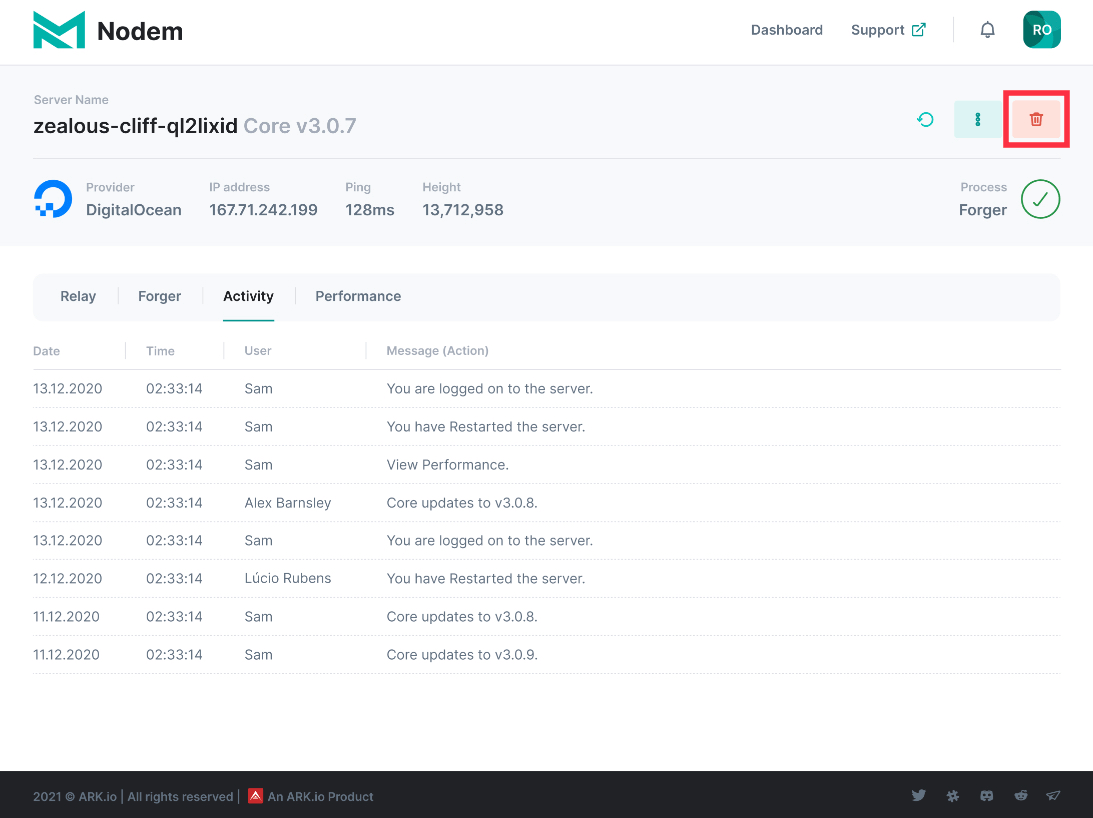 Nodem
Dashboard Support RO
Server Name
zealous-cliff-ql2lixid Core v3.0.7
Provider IP address Ping Height Process
DigitalOcean 167.71.242.199 128ms 13,712,958 Forger
Relay Forger Activity Performance
Date Time User Message (Action)
13.12.2020 02:33:14 Sam You are logged on to the server.
13.12.2020 02:33:14 Sam You have Restarted the server.
13.12.2020 02:33:14 Sam View Performance.
13.12.2020 02:33:14 Alex Barnsley Core updates to v3.0.8.
13.12.2020 02:33:14 Sam You are logged on to the server.
12.12.2020 02:33:14 Lúcio Rubens You have Restarted the server.
11.12.2020 02:33:14 Sam Core updates to v3.0.8.
11.12.2020 02:33:14 Sam Core updates to v3.0.9.
2021 © ARK.io | All rights reserved | An ARK.io Product